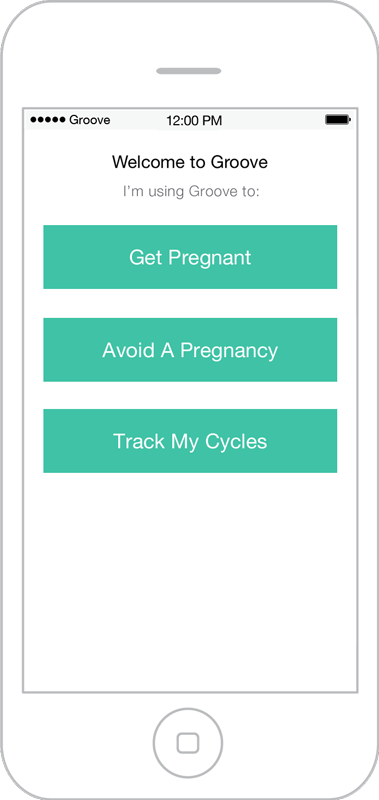 Groove 12:00 PM
Welcome to Groove
I'm using Groove to:
Get Pregnant
Avoid A Pregnancy
Track My Cycles